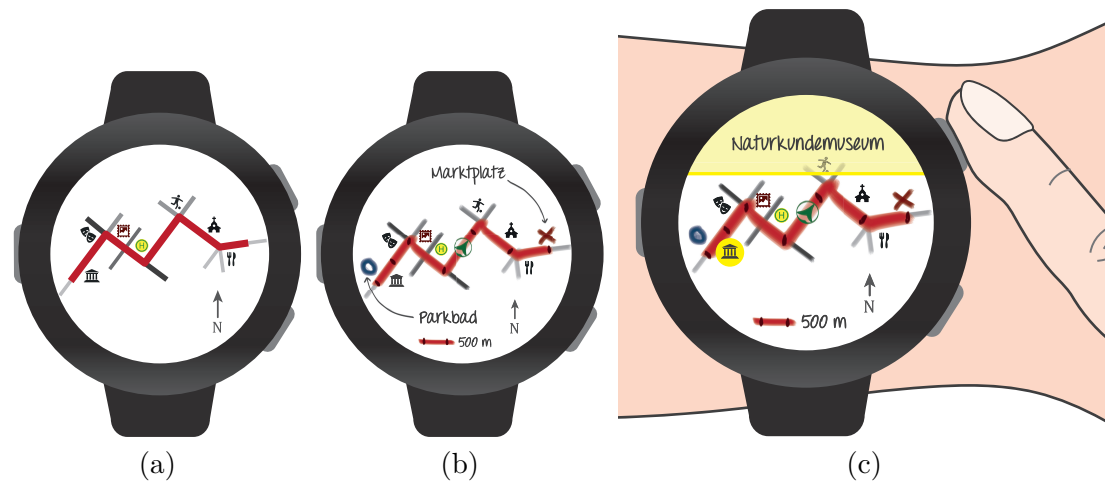 H
N
(a)
Marktplatz
H
Parkbad
N
500 m
(b)
Naturkundemuseum
H
N
500 m
(c)